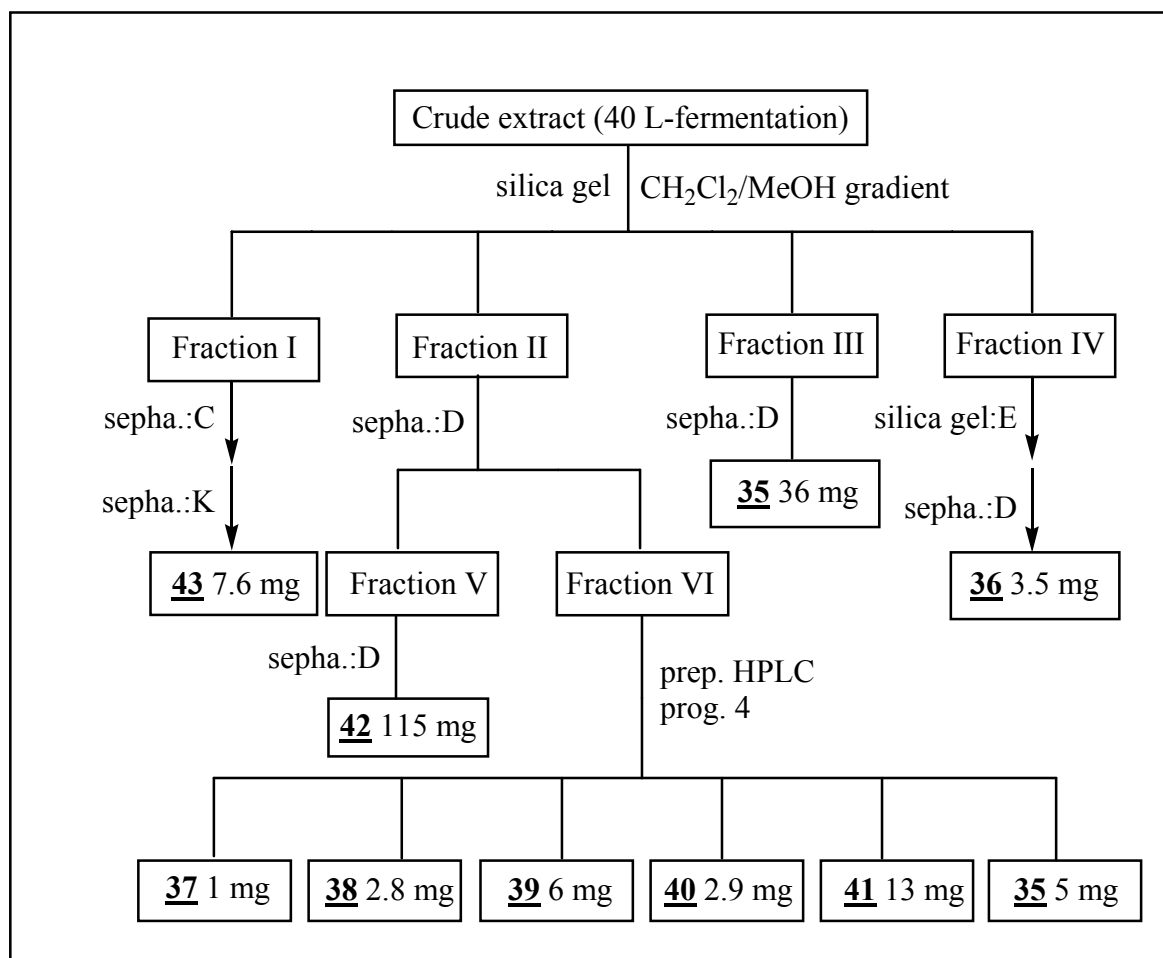 Crude extract (40 L-fermentation)
silica gel CH₂Cl₂/MeOH gradient
Fraction I Fraction II Fraction III Fraction IV
sepha.:C sepha.:D sepha.:D silica gel:E
35 36 mg
sepha.:K sepha.:D
43 7.6 mg Fraction V Fraction VI 36 3.5 mg
sepha.:D prep. HPLC
prog. 4
42 115 mg
37 1 mg 38 2.8 mg 39 6 mg 40 2.9 mg 41 13 mg 35 5 mg